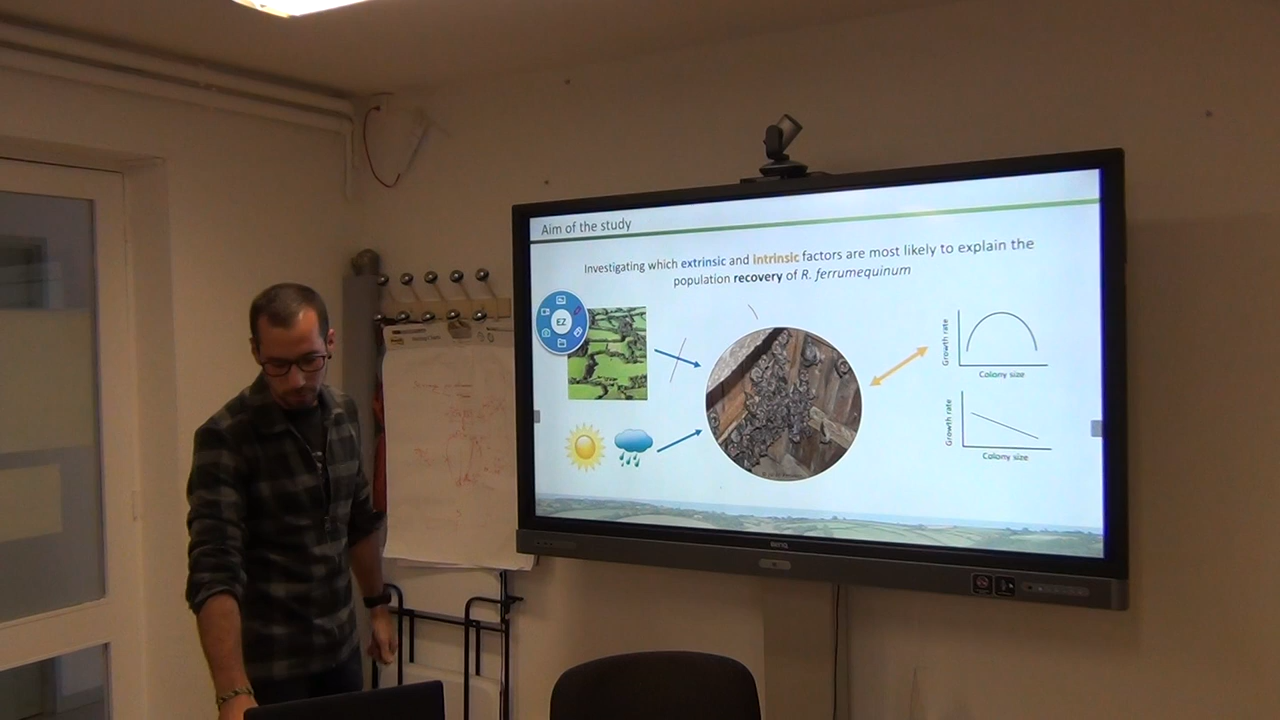 Aim of the study
Investigating which extrinsic and intrinsic factors are most likely to explain the
population recovery of R. ferrumequinum
EZ
Growth rate
Colony size
Growth rate
Colony size
BenQ